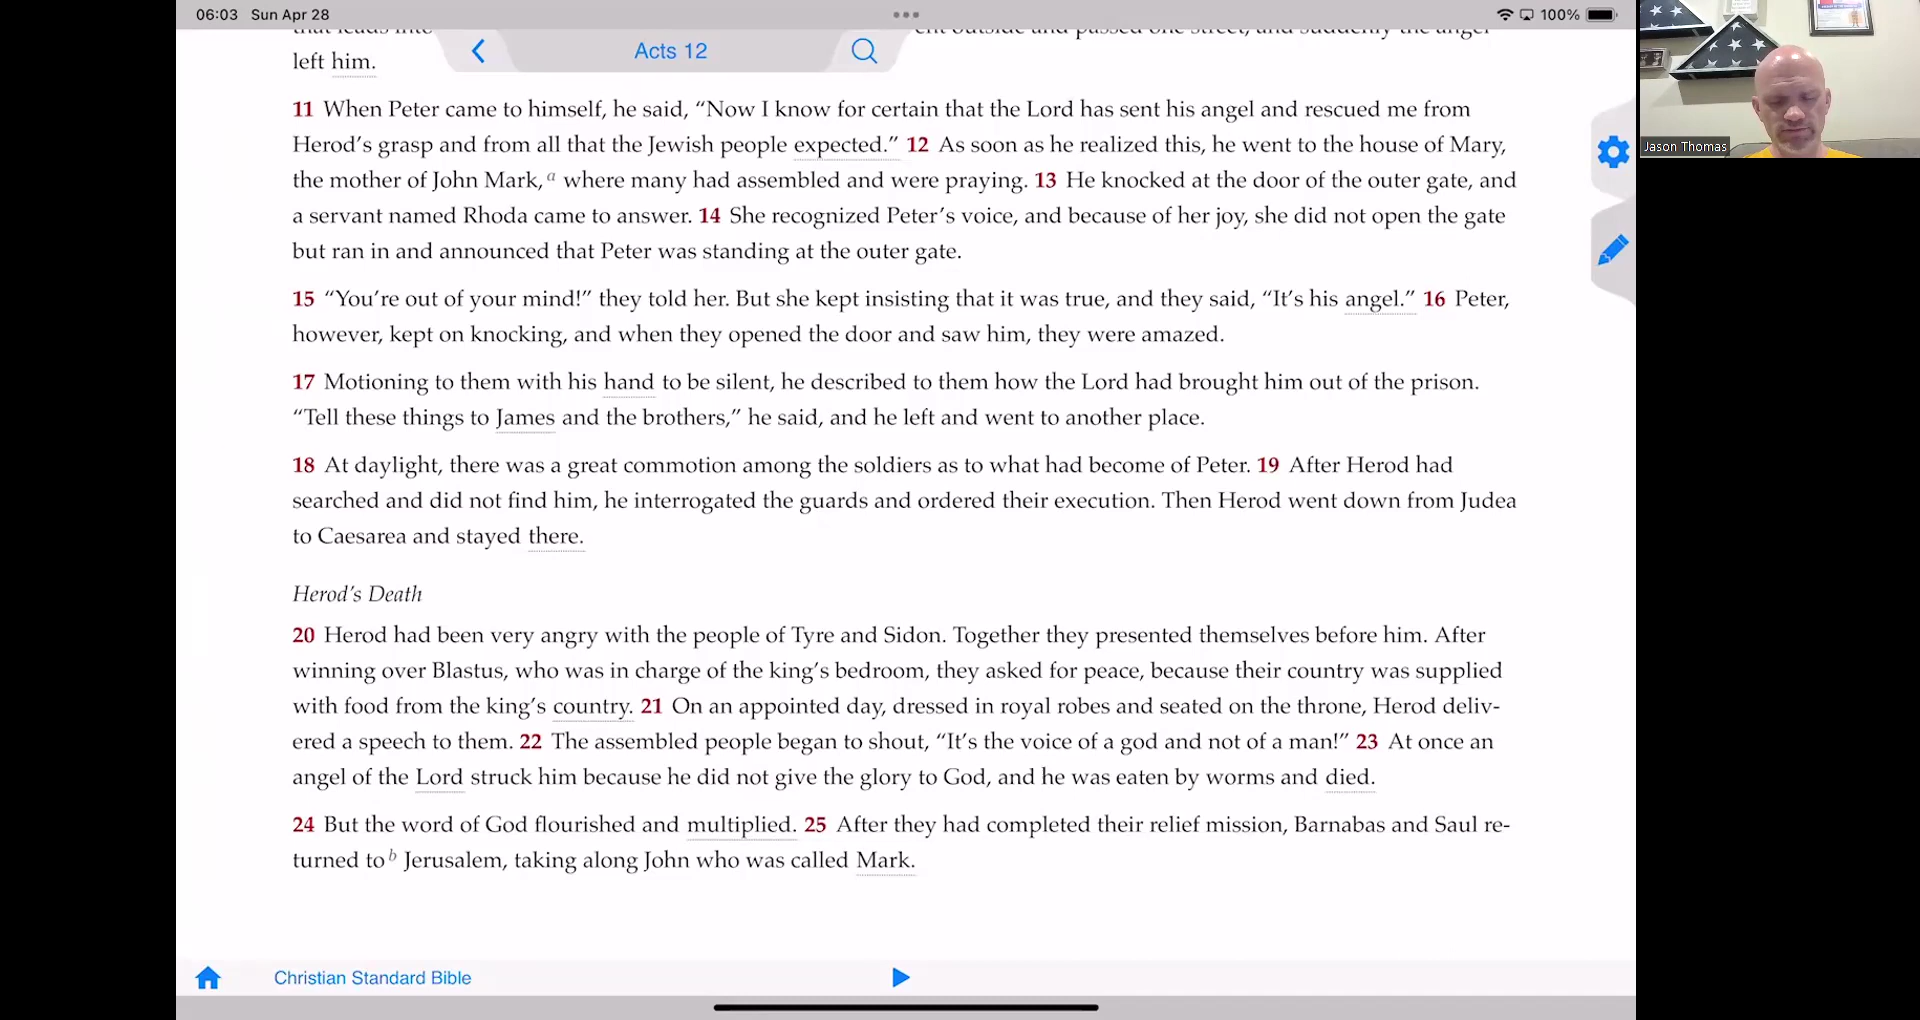 06:03 Sun Apr 28
100%
Acts 12
and passed one street, and suddenly the angel
left him.
11 When Peter came to himself, he said, “Now I know for certain that the Lord has sent his angel and rescued me from
Herod’s grasp and from all that the Jewish people expected.” 12 As soon as he realized this, he went to the house of Mary,
the mother of John Mark, a where many had assembled and were praying. 13 He knocked at the door of the outer gate, and
a servant named Rhoda came to answer. 14 She recognized Peter’s voice, and because of her joy, she did not open the gate
but ran in and announced that Peter was standing at the outer gate.
15 “You’re out of your mind!” they told her. But she kept insisting that it was true, and they said, “It’s his angel.” 16 Peter,
however, kept on knocking, and when they opened the door and saw him, they were amazed.
17 Motioning to them with his hand to be silent, he described to them how the Lord had brought him out of the prison.
“Tell these things to James and the brothers,” he said, and he left and went to another place.
18 At daylight, there was a great commotion among the soldiers as to what had become of Peter. 19 After Herod had
searched and did not find him, he interrogated the guards and ordered their execution. Then Herod went down from Judea
to Caesarea and stayed there.
Herod’s Death
20 Herod had been very angry with the people of Tyre and Sidon. Together they presented themselves before him. After
winning over Blastus, who was in charge of the king’s bedroom, they asked for peace, because their country was supplied
with food from the king’s country. 21 On an appointed day, dressed in royal robes and seated on the throne, Herod deliv-
ered a speech to them. 22 The assembled people began to shout, “It’s the voice of a god and not of a man!” 23 At once an
angel of the Lord struck him because he did not give the glory to God, and he was eaten by worms and died.
24 But the word of God flourished and multiplied. 25 After they had completed their relief mission, Barnabas and Saul re-
turned to b Jerusalem, taking along John who was called Mark.
Christian Standard Bible
Jason Thomas